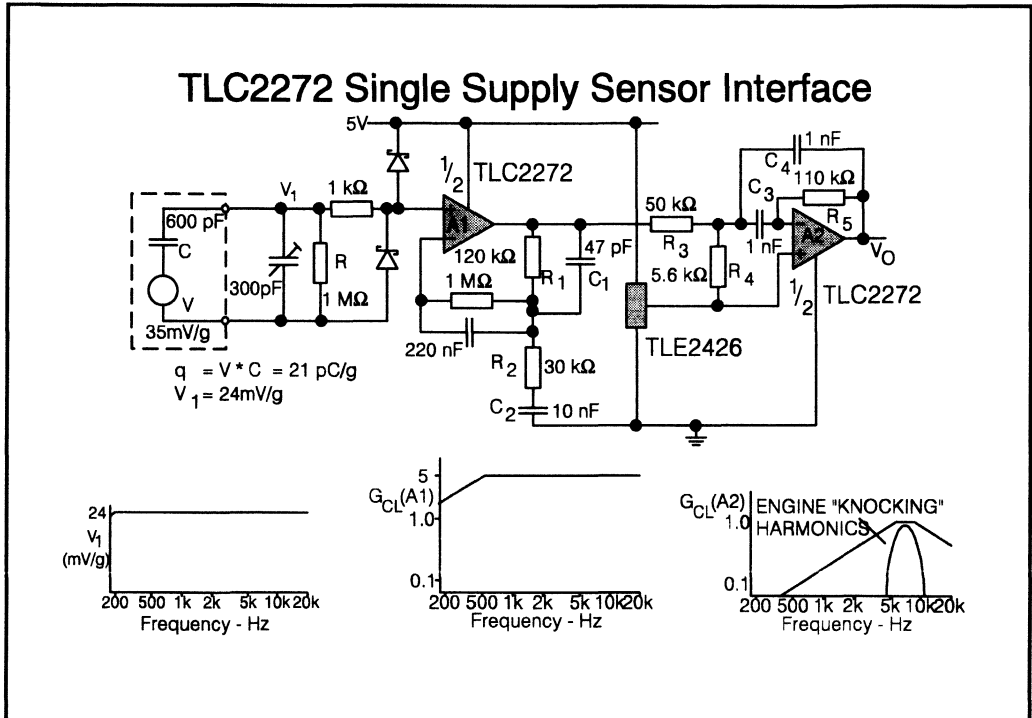 TLC2272 Single Supply Sensor Interface
5V
1/2
TLC2272
C4
1 nF
C3
110 kΩ
R5
1 nF
V1
1 kΩ
600 pF
C
V
35mV/g
300pF
R
1 MΩ
A1
50 kΩ
R3
A2
VO
120 kΩ
R1
47 pF
C1
1 MΩ
5.6 kΩ
R4
1/2
TLC2272
220 nF
TLE2426
R2
30 kΩ
C2
10 nF
q = V * C = 21 pC/g
V1 = 24mV/g
24
V1
(mV/g)
200 500 1k 2k 5k 10k 20k
Frequency - Hz
5
GCL(A1)
1.0
0.1
200 500 1k 2k 5k 10k 20k
Frequency - Hz
GCL(A2)
1.0
0.1
ENGINE "KNOCKING"
HARMONICS
200 500 1k 2k 5k 10k 20k
Frequency - Hz